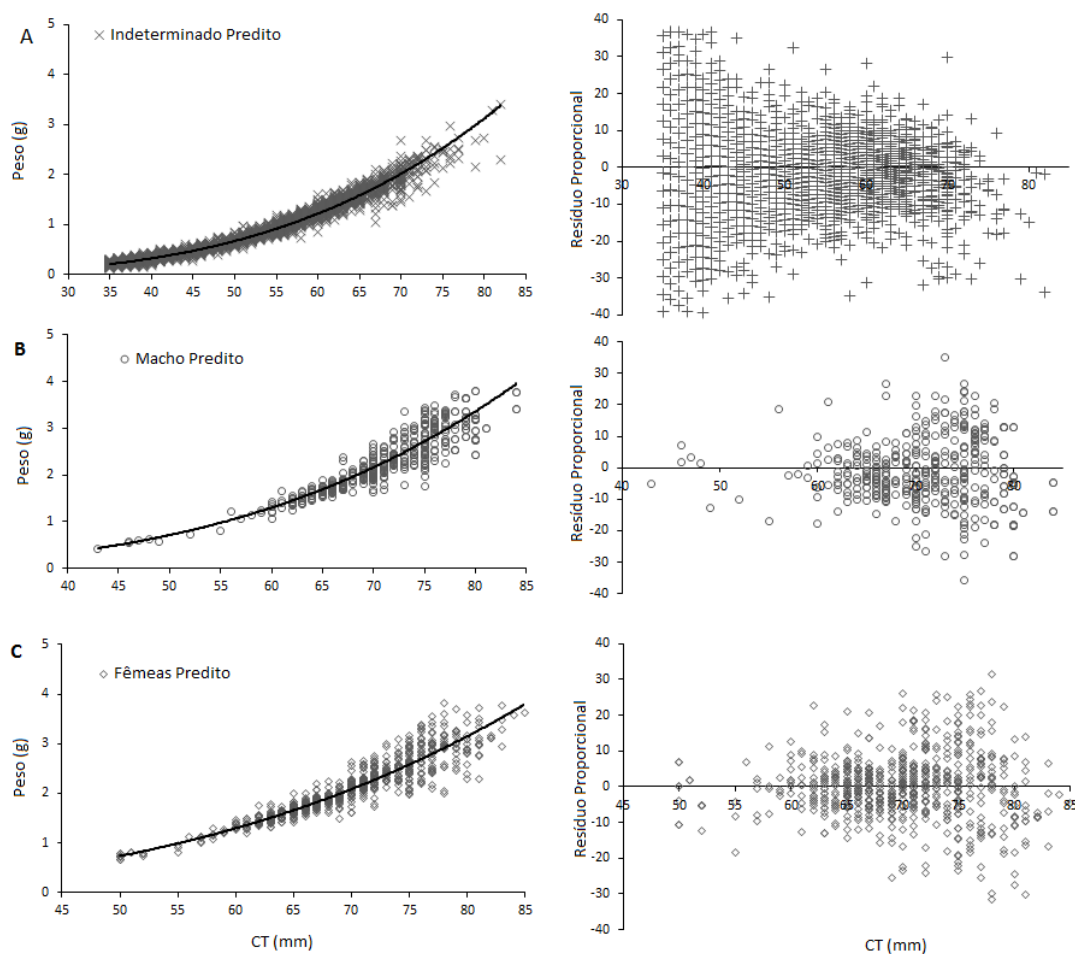 A
× Indeterminado Predito
Peso (g)
5
4
3
2
1
0
30 35 40 45 50 55 60 65 70 75 80 85
Resíduo Proporcional
40
30
20
10
0
-10
-20
-30
-40
30 40 50 60 70 80
B
Macho Predito
Peso (g)
5
4
3
2
1
0
40 45 50 55 60 65 70 75 80 85
Resíduo Proporcional
40
30
20
10
0
-10
-20
-30
-40
40 50 60 70 80
C
Fêmeas Predito
Peso (g)
5
4
3
2
1
0
45 50 55 60 65 70 75 80 85
CT (mm)
Resíduo Proporcional
40
30
20
10
0
-10
-20
-30
-40
45 50 55 60 65 70 75 80 85
CT (mm)